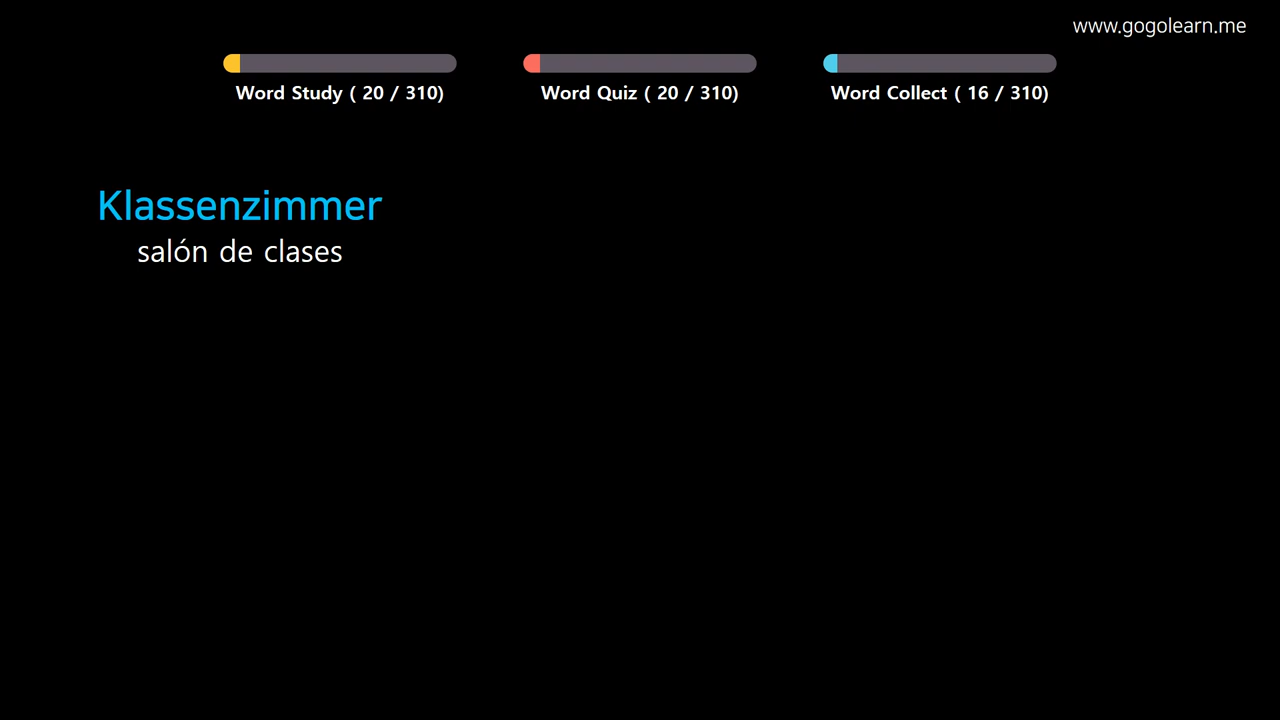 www.gogolearn.me
Word Study ( 20 / 310)
Word Quiz ( 20 / 310)
Word Collect ( 16 / 310)
Klassenzimmer
salón de clases